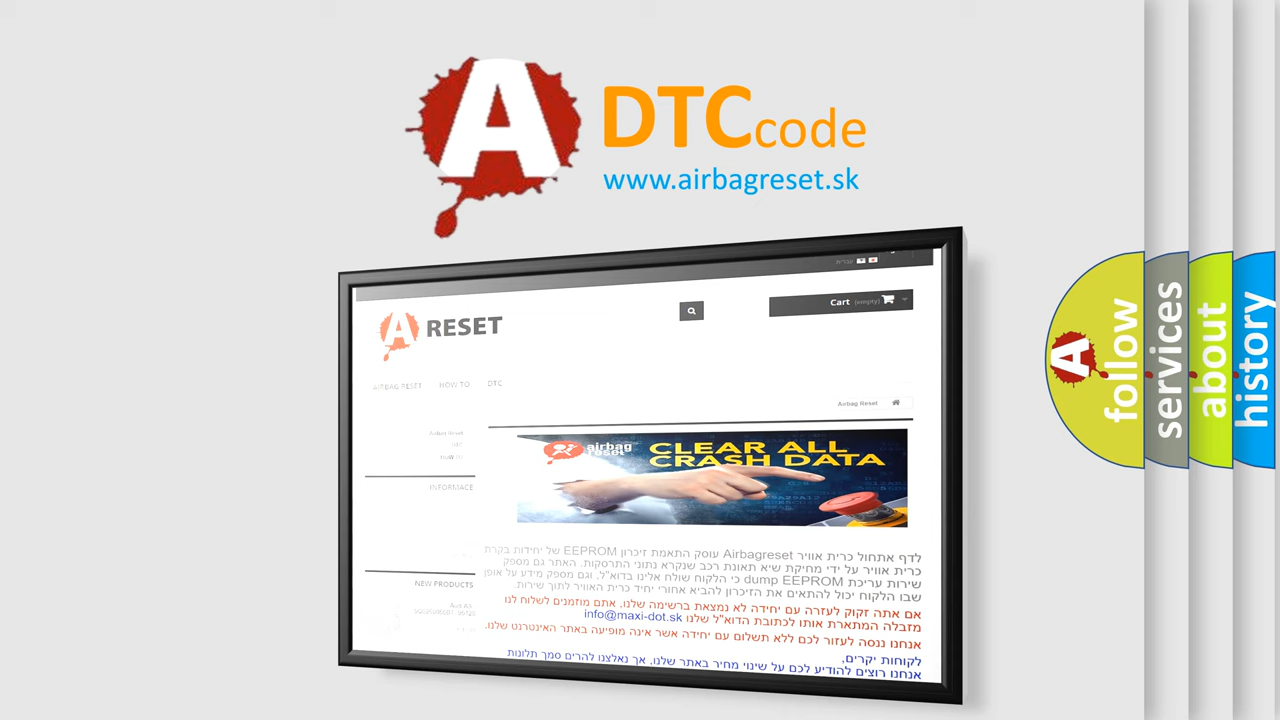 A
DTC code
www.airbagreset.sk
עברית
Cart (empty)
A RESET
AIRBAG RESET HOW TO DTC
Airbag Reset
Airbag Reset
HOW TO
INFORMACE
airbag
reset
CLEAR ALL
CRASH DATA
לדף אתחול כרית אוויר Airbagreset עוסק התאמת זיכרון EEPROM של יחידות בקרת
כרית אוויר על ידי מחיקת שיא תאונת רכב שנקרא נתוני התרסקות. האתר גם מספק
שירות עריכת dump EEPROM כי הלקוח שולח אלינו בדוא"ל, וגם מספק מידע על אופן
שבו הלקוח יכול להתאים את הזיכרון להביא אחורי יחיד כרית האוויר לתוך שירות.
אם אתה זקוק לעזרה עם יחידה לא נמצאת ברשימה שלנו, אתם מוזמנים לשלוח לנו
מזבלה המתארת אותו לכתובת הדוא"ל שלנו info@maxi-dot.sk
אנחנו ננסה לעזור לכם ללא תשלום עם יחידה אשר אינה מופיעה באתר האינטרנט שלנו.
לקוחות יקרים,
אנחנו רוצים להודיע לכם על שינוי מחיר באתר שלנו, אך נאלצנו להרים סמך תלונות
NEW PRODUCTS
A
follow
services
about
history